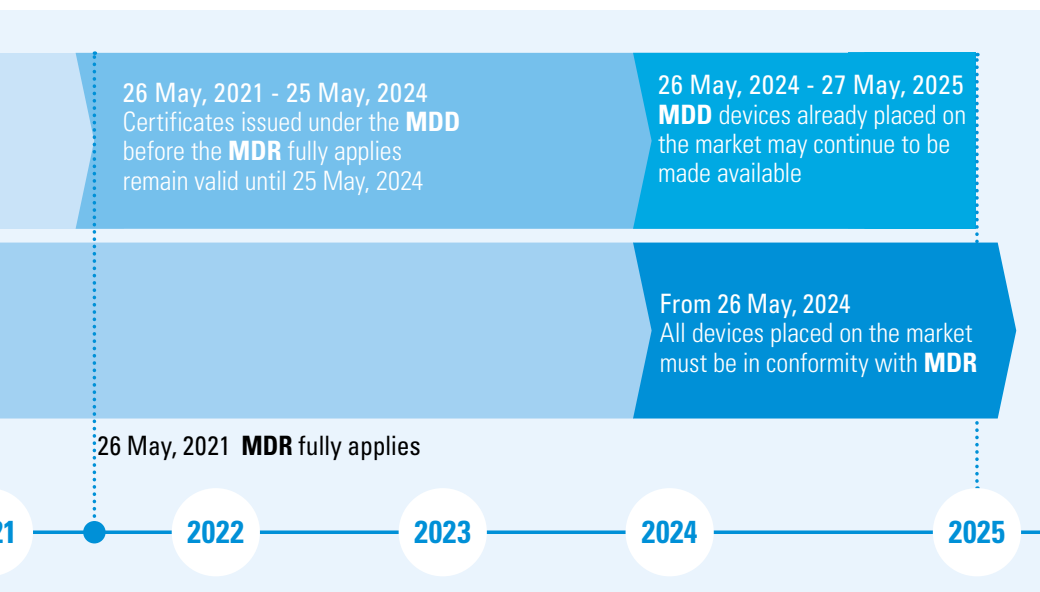 26 May, 2021 - 25 May, 2024
Certificates issued under the MDD
before the MDR fully applies
remain valid until 25 May, 2024
26 May, 2024 - 27 May, 2025
MDD devices already placed on
the market may continue to be
made available
From 26 May, 2024
All devices placed on the market
must be in conformity with MDR
26 May, 2021 MDR fully applies
21 2022 2023 2024 2025